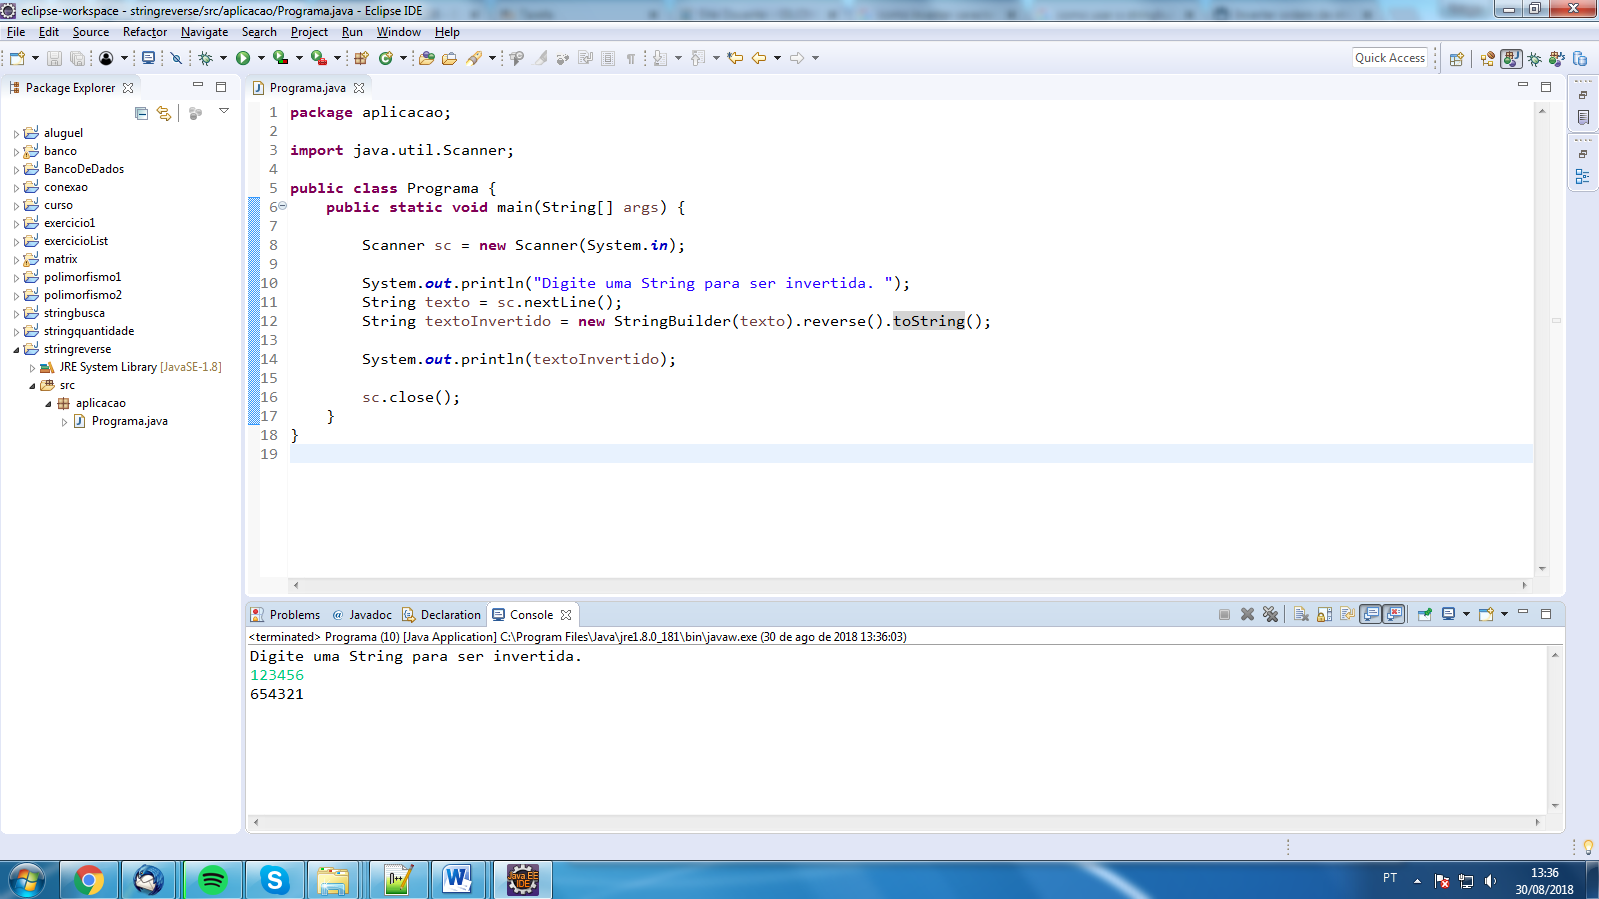 eclipse-workspace - stringreverse/src/aplicacao/Programa.java - Eclipse IDE
File Edit Source Refactor Navigate Search Project Run Window Help
Quick Access
Package Explorer
aluguel
banco
BancoDeDados
conexao
curso
exercicio1
exercicioList
matrix
polimorfismo1
polimorfismo2
stringbusca
stringquantidade
stringreverse
JRE System Library [JavaSE-1.8]
src
aplicacao
Programa.java
Programa.java
1 package aplicacao;
2
3 import java.util.Scanner;
4
5 public class Programa {
6 public static void main(String[] args) {
7
8 Scanner sc = new Scanner(System.in);
9
10 System.out.println("Digite uma String para ser invertida. ");
11 String texto = sc.nextLine();
12 String textoInvertido = new StringBuilder(texto).reverse().toString();
13
14 System.out.println(textoInvertido);
15
16 sc.close();
17 }
18 }
19
Problems @ Javadoc Declaration Console
<terminated> Programa (10) [Java Application] C:\Program Files\Java\jre1.8.0_181\bin\javaw.exe (30 de ago de 2018 13:36:03)
Digite uma String para ser invertida.
123456
654321
Java EE
IDE
PT
13:36
30/08/2018